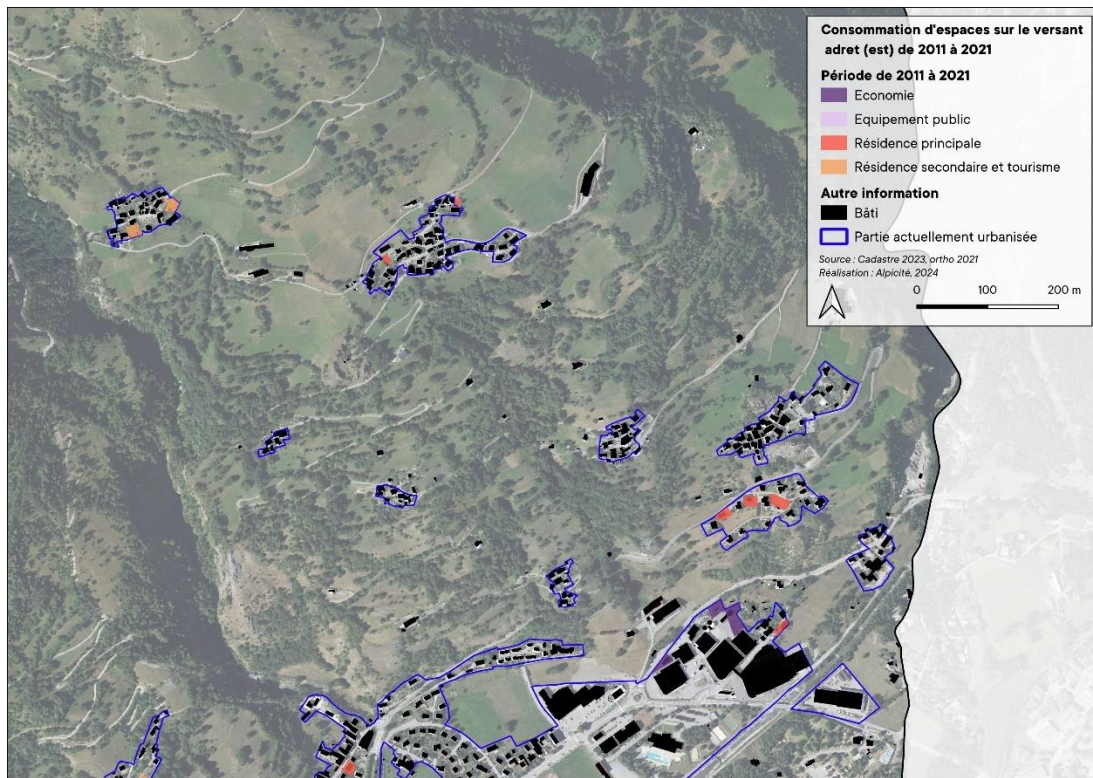 Consommation d'espaces sur le versant
adret (est) de 2011 à 2021
Période de 2011 à 2021
Economie
Equipement public
Résidence principale
Résidence secondaire et tourisme
Autre information
Bâti
Partie actuellement urbanisée
Source : Cadastre 2023, ortho 2021
Réalisation : Alpicité, 2024
0 100 200 m